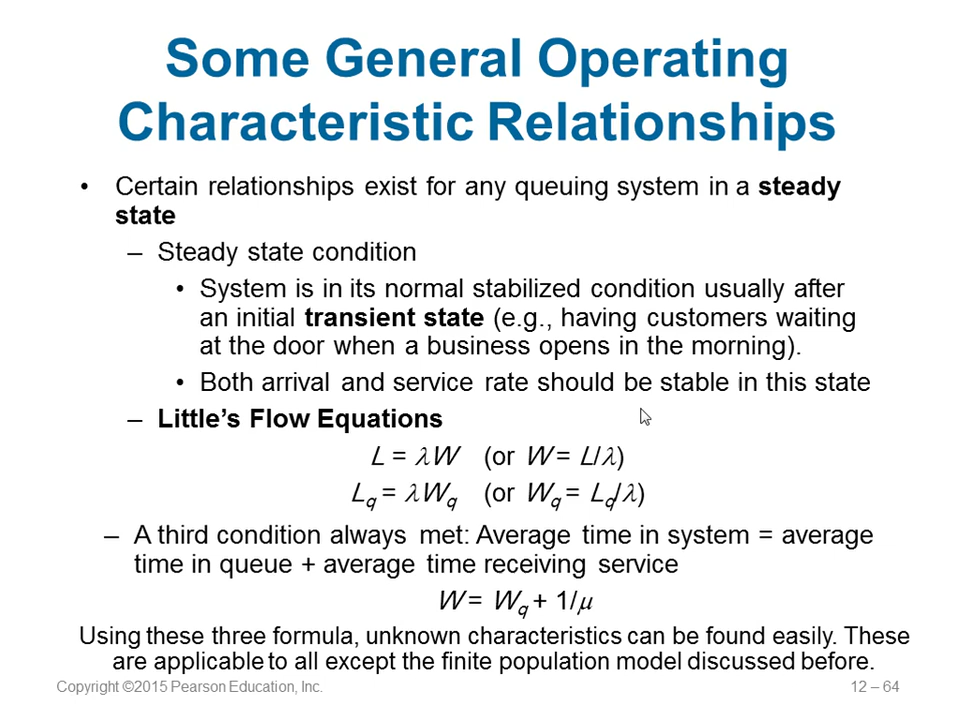 Some General Operating
Characteristic Relationships
• Certain relationships exist for any queuing system in a steady
state
– Steady state condition
• System is in its normal stabilized condition usually after
an initial transient state (e.g., having customers waiting
at the door when a business opens in the morning).
• Both arrival and service rate should be stable in this state
– Little's Flow Equations
L = λW (or W = L/λ)
Lq = λWq (or Wq = Lq/λ)
– A third condition always met: Average time in system = average
time in queue + average time receiving service
W = Wq + 1/μ
Using these three formula, unknown characteristics can be found easily. These
are applicable to all except the finite population model discussed before.
Copyright ©2015 Pearson Education, Inc. 12 – 64